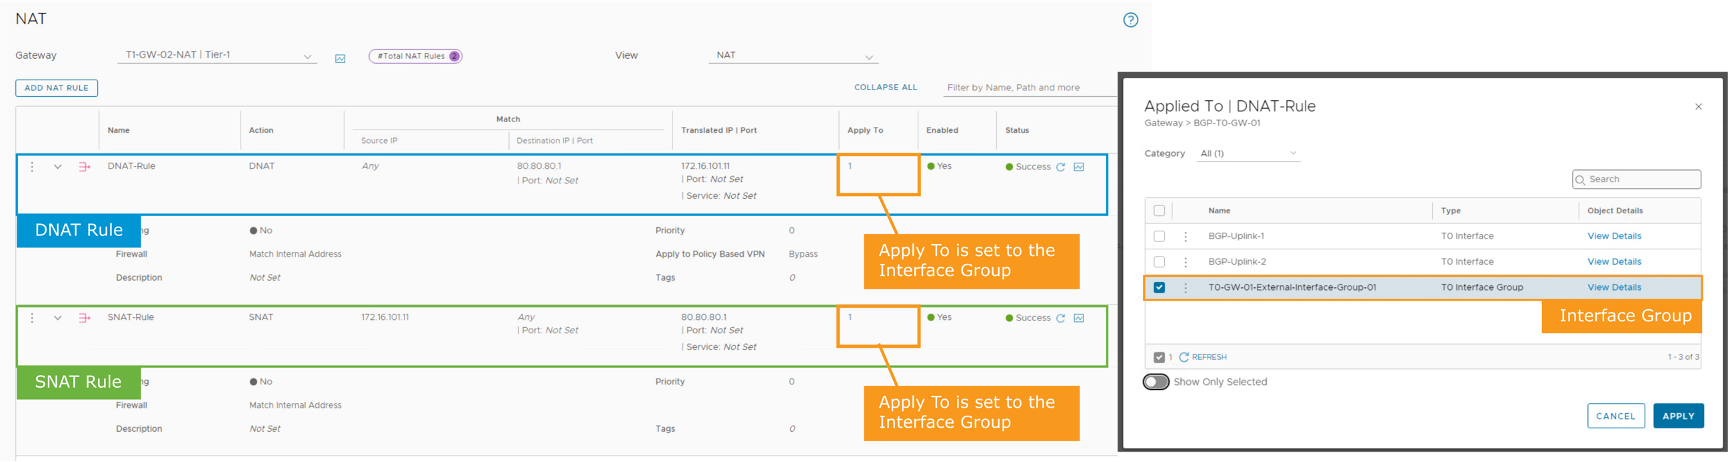 NAT
Gateway
T1-GW-02-NAT | Tier-1
#Total NAT Rules 2
View
NAT
ADD NAT RULE
COLLAPSE ALL
Filter by Name, Path and more
Name
Action
Match
Source IP
Destination IP | Port
Translated IP | Port
Apply To
Enabled
Status
DNAT-Rule
DNAT
Any
80.80.80.1
| Port: Not Set
172.16.101.11
| Port: Not Set
| Service: Not Set
1
Yes
Success
DNAT Rule
No
Priority
0
Firewall
Match Internal Address
Apply to Policy Based VPN
Bypass
Description
Not Set
Tags
0
Apply To is set to the
Interface Group
SNAT-Rule
SNAT
172.16.101.11
Any
| Port: Not Set
80.80.80.1
| Port: Not Set
| Service: Not Set
1
Yes
Success
SNAT Rule
No
Priority
0
Firewall
Match Internal Address
Description
Not Set
Tags
0
Apply To is set to the
Interface Group
Applied To | DNAT-Rule
Gateway > BGP-T0-GW-01
Category
All (1)
Search
Name
Type
Object Details
BGP-Uplink-1
T0 Interface
View Details
BGP-Uplink-2
T0 Interface
View Details
T0-GW-01-External-Interface-Group-01
T0 Interface Group
View Details
Interface Group
1
REFRESH
1 - 3 of 3
Show Only Selected
CANCEL
APPLY